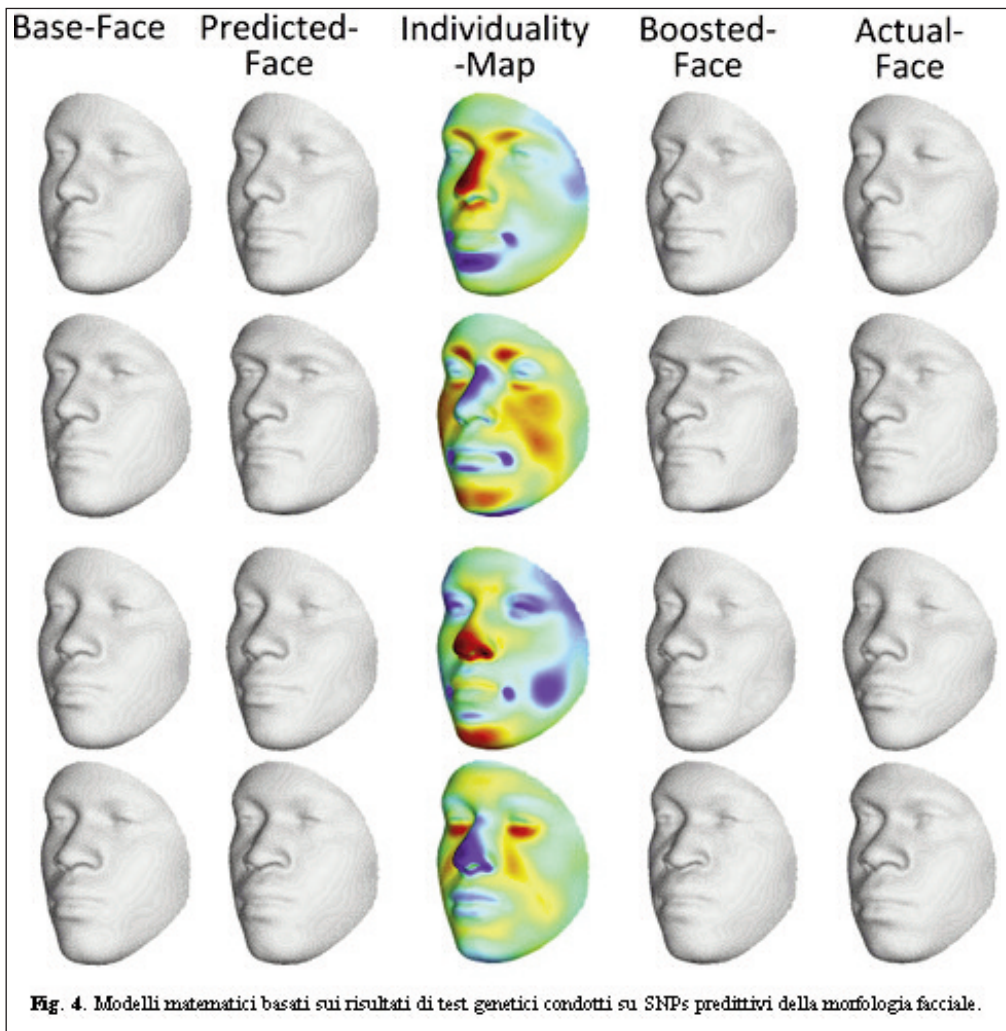 Base-Face Predicted- Individuality Boosted- Actual-
Face -Map Face Face
Fig. 4. Modelli matematici basati sui risultati di test genetici condotti su SNPs predittivi della morfologia facciale.